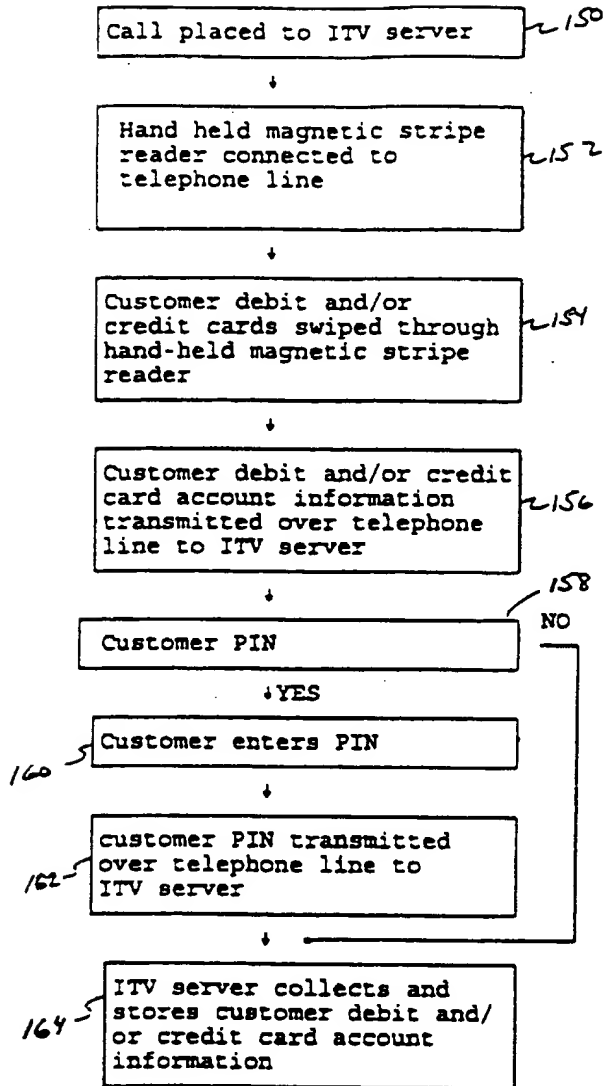 Call placed to ITV server
150
Hand held magnetic stripe
reader connected to
telephone line
152
Customer debit and/or
credit cards swiped through
hand-held magnetic stripe
reader
154
Customer debit and/or credit
card account information
transmitted over telephone
line to ITV server
156
158
Customer PIN
NO
YES
Customer enters PIN
160
customer PIN transmitted
over telephone line to
ITV server
162
ITV server collects and
stores customer debit and/
or credit card account
information
164